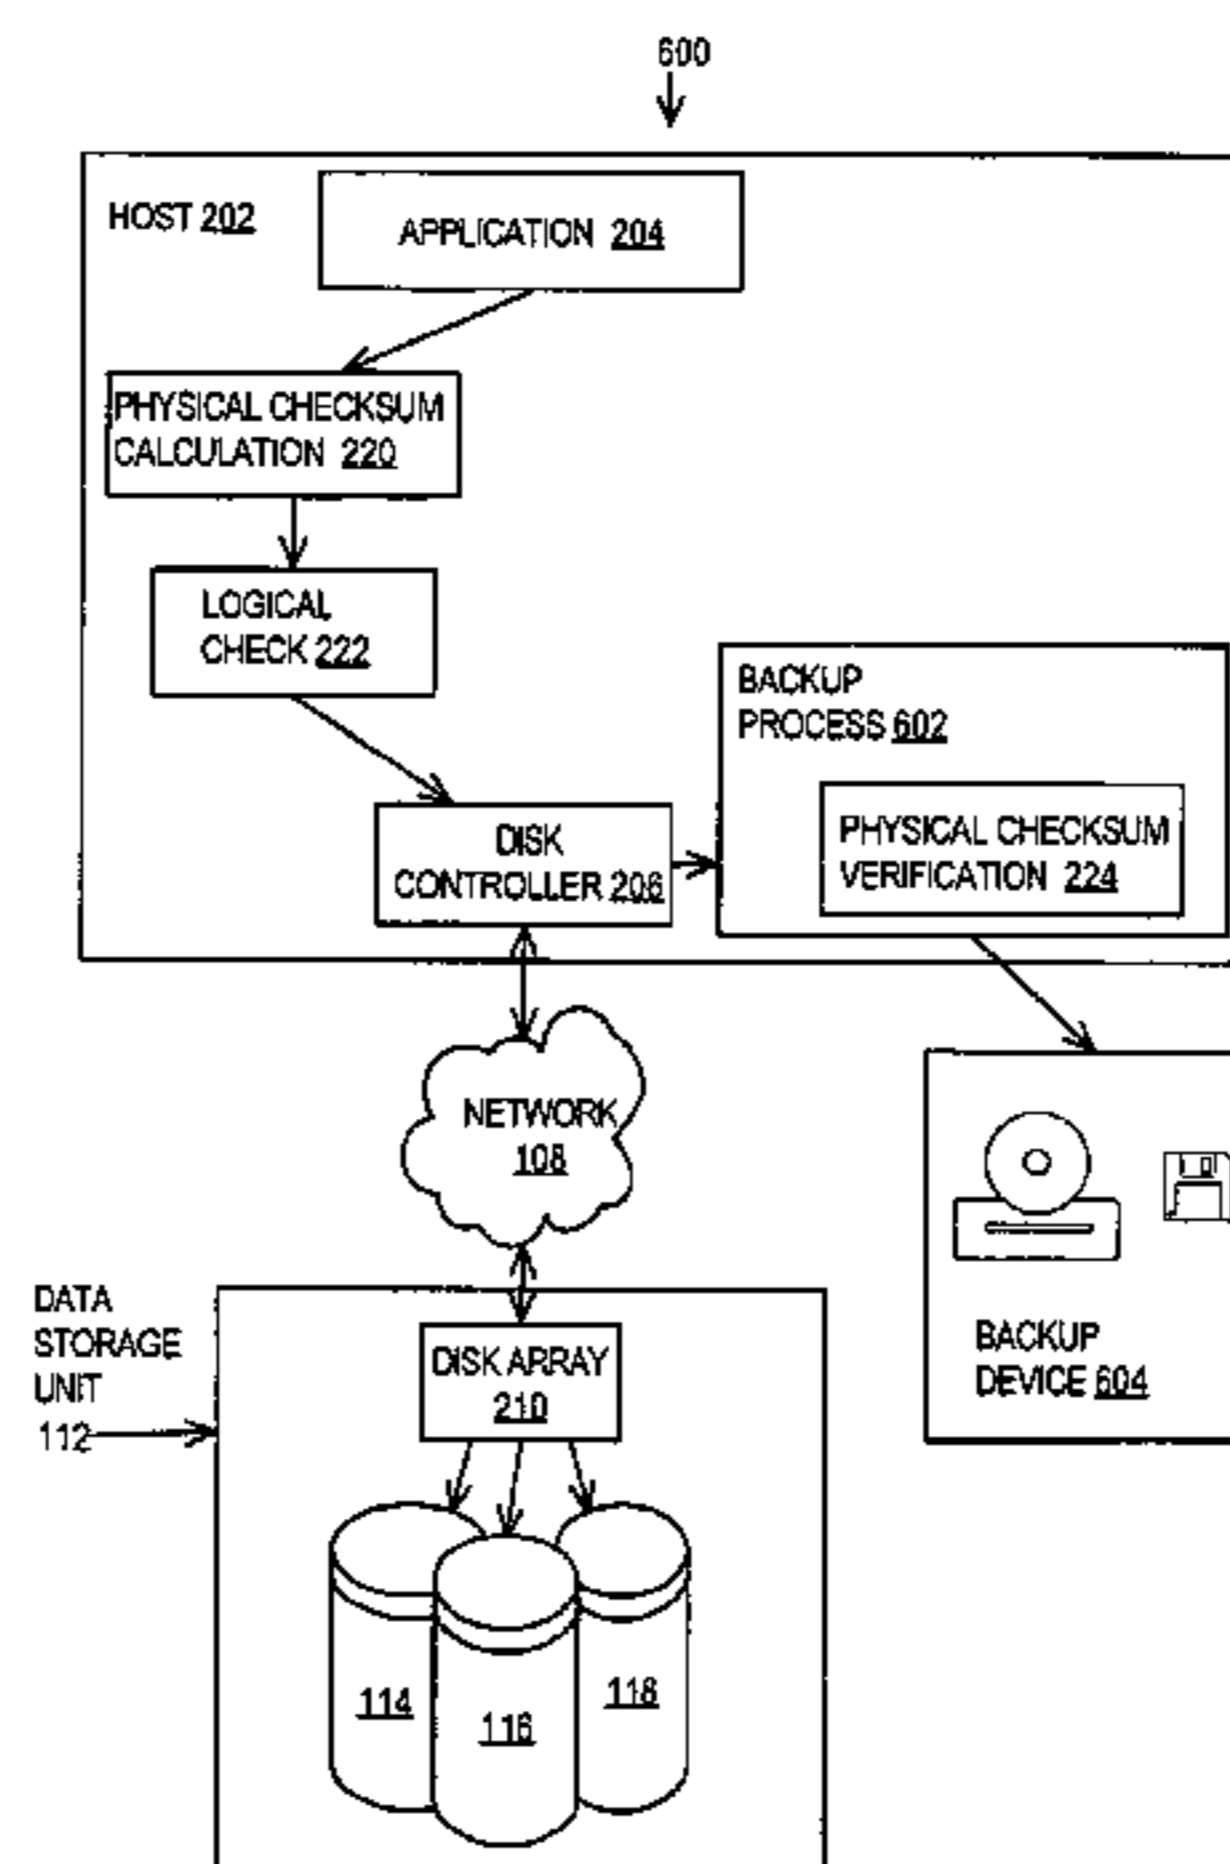 600
HOST 202
APPLICATION 204
PHYSICAL CHECKSUM
CALCULATION 220
LOGICAL
CHECK 222
BACKUP
PROCESS 602
PHYSICAL CHECKSUM
VERIFICATION 224
DISK
CONTROLLER 206
NETWORK
108
DATA
STORAGE
UNIT
112
DISK ARRAY
210
BACKUP
DEVICE 604
114
116
118